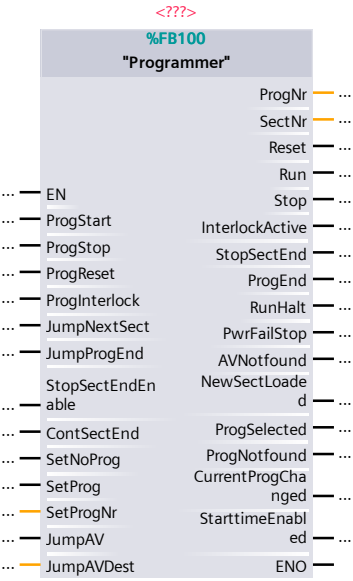 <???>
%FB100
"Programmer"
ProgNr ...
SectNr ...
Reset ...
Run ...
... EN
Stop ...
... ProgStart
InterlockActive ...
... ProgStop
StopSectEnd ...
... ProgReset
ProgEnd ...
... ProgInterlock
RunHalt ...
... JumpNextSect
PwrFailStop ...
... JumpProgEnd
AVNotfound ...
StopSectEndEn
... able
NewSectLoade
d ...
... ContSectEnd
ProgSelected ...
... SetNoProg
ProgNotfound ...
... SetProg
CurrentProgCha
nged ...
... SetProgNr
StarttimeEnabl
ed ...
... JumpAV
... JumpAVDest
ENO